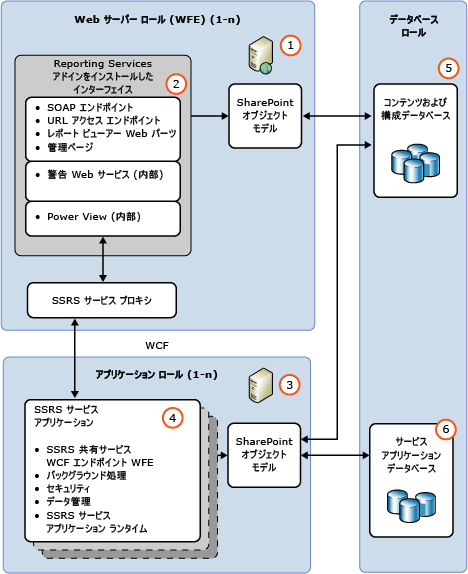 Web サーバー ロール (WFE) (1-n)
1
Reporting Services
アドインをインストールした
インターフェイス
2
• SOAP エンドポイント
• URL アクセス エンドポイント
• レポート ビューアー Web パーツ
• 管理ページ
• 警告 Web サービス (内部)
• Power View (内部)
SharePoint
オブジェクト
モデル
SSRS サービス プロキシ
WCF
データベース
ロール
5
コンテンツおよび
構成データベース
アプリケーション ロール (1-n)
3
SSRS サービス
アプリケーション
4
• SSRS 共有サービス
WCF エンドポイント WFE
• バックグラウンド処理
• セキュリティ
• データ管理
• SSRS サービス
アプリケーション ランタイム
SharePoint
オブジェクト
モデル
6
サービス
アプリケーション
データベース